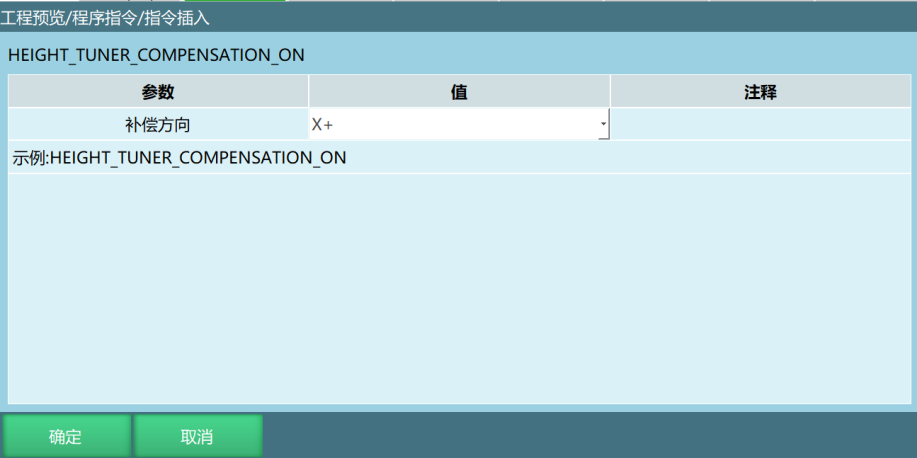 工程预览/程序指令/指令插入
HEIGHT_TUNER_COMPENSATION_ON
参数 值 注释
补偿方向 X+
示例:HEIGHT_TUNER_COMPENSATION_ON
确定 取消